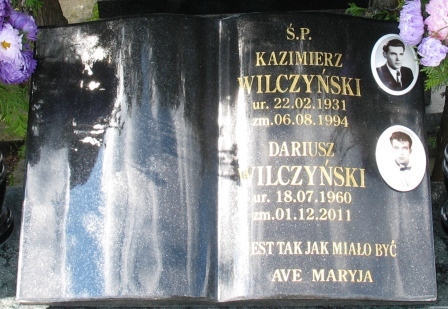 Ś.P.
KAZIMIERZ
WILCZYŃSKI
ur. 22.02.1931
zm. 06.08.1994
DARIUSZ
WILCZYŃSKI
ur. 18.07.1960
zm. 01.12.2011
JEST TAK JAK MIAŁO BYĆ
AVE MARYJA